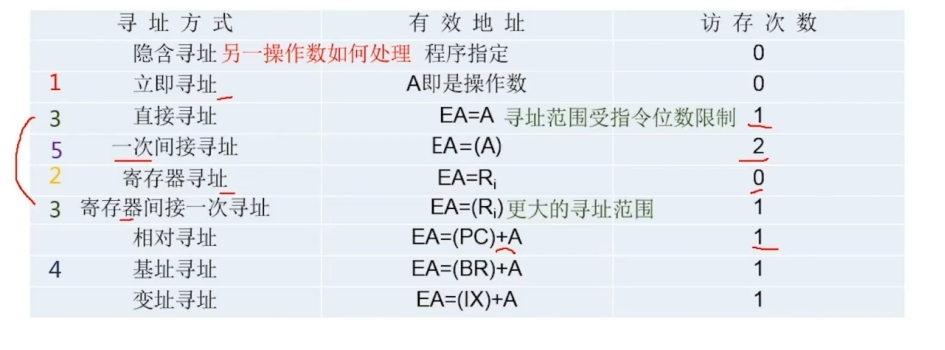 寻址方式 有效地址 访存次数
隐含寻址 另一操作数如何处理 程序指定 0
1 立即寻址 A即是操作数 0
3 直接寻址 EA=A 寻址范围受指令位数限制 1
5 一次间接寻址 EA=(A) 2
2 寄存器寻址 EA=Ri 0
3 寄存器间接一次寻址 EA=(Ri) 更大的寻址范围 1
相对寻址 EA=(PC)+A 1
4 基址寻址 EA=(BR)+A 1
变址寻址 EA=(IX)+A 1